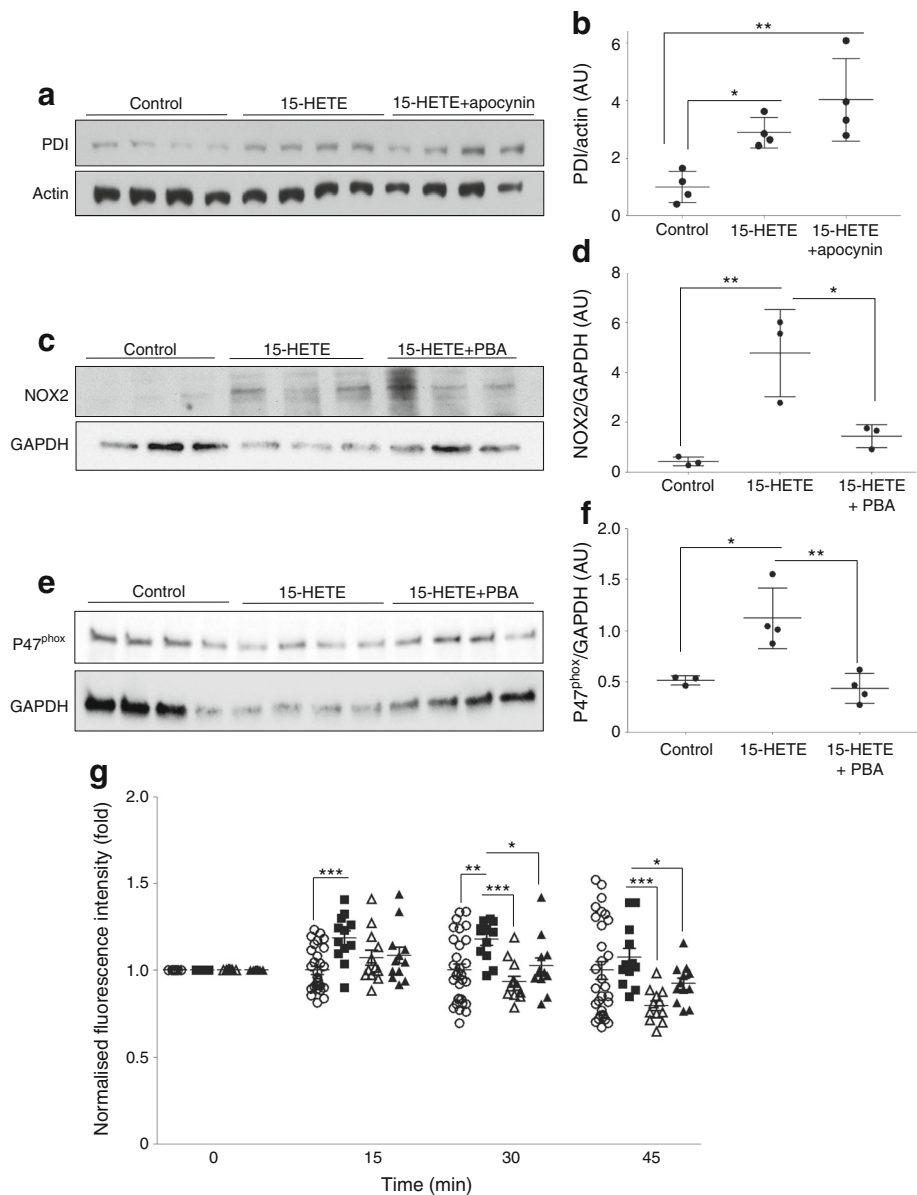 a
Control 15-HETE 15-HETE+apocynin
PDI
Actin
b
PDI/actin (AU)
6
4
2
0
** 
*
Control 15-HETE 15-HETE
+apocynin
c
Control 15-HETE 15-HETE+PBA
NOX2
GAPDH
d
NOX2/GAPDH (AU)
8
6
4
2
0
** *
Control 15-HETE 15-HETE
+ PBA
e
Control 15-HETE 15-HETE+PBA
P47phox
GAPDH
f
P47phox/GAPDH (AU)
2.0
1.5
1.0
0.5
0
* **
Control 15-HETE 15-HETE
+ PBA
g
Normalised fluorescence intensity (fold)
2.0
1.5
1.0
0.5
0
***
** *
***
*
***
0 15 30 45
Time (min)